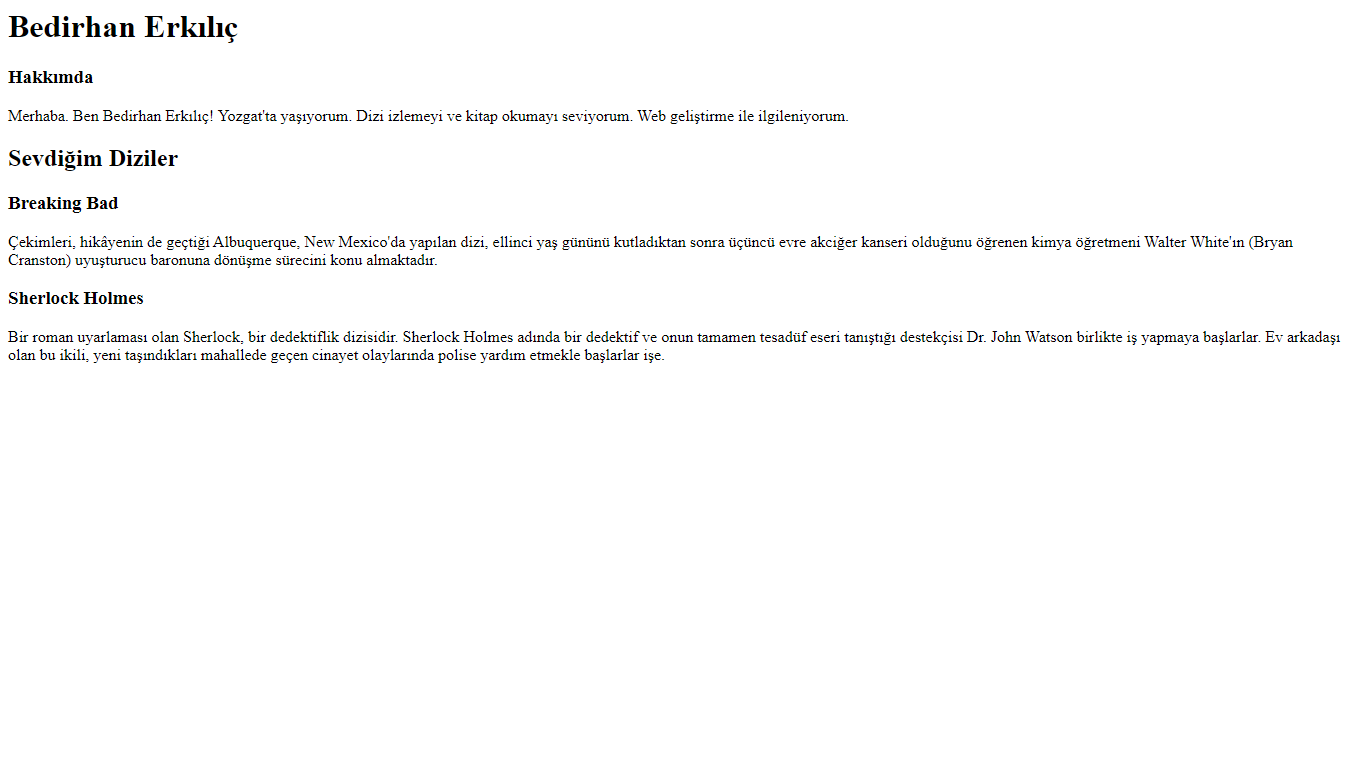 Bedirhan Erkılıç
Hakkımda
Merhaba. Ben Bedirhan Erkılıç! Yozgat'ta yaşıyorum. Dizi izlemeyi ve kitap okumayı seviyorum. Web geliştirme ile ilgileniyorum.
Sevdiğim Diziler
Breaking Bad
Çekimleri, hikâyenin de geçtiği Albuquerque, New Mexico'da yapılan dizi, ellinci yaş gününü kutladıktan sonra üçüncü evre akciğer kanseri olduğunu öğrenen kimya öğretmeni Walter White'ın (Bryan
Cranston) uyuşturucu baronuna dönüşme sürecini konu almaktadır.
Sherlock Holmes
Bir roman uyarlaması olan Sherlock, bir dedektiflik dizisidir. Sherlock Holmes adında bir dedektif ve onun tamamen tesadüf eseri tanıştığı destekçisi Dr. John Watson birlikte iş yapmaya başlarlar. Ev arkadaşı
olan bu ikili, yeni taşındıkları mahallede geçen cinayet olaylarında polise yardım etmekle başlarlar işe.